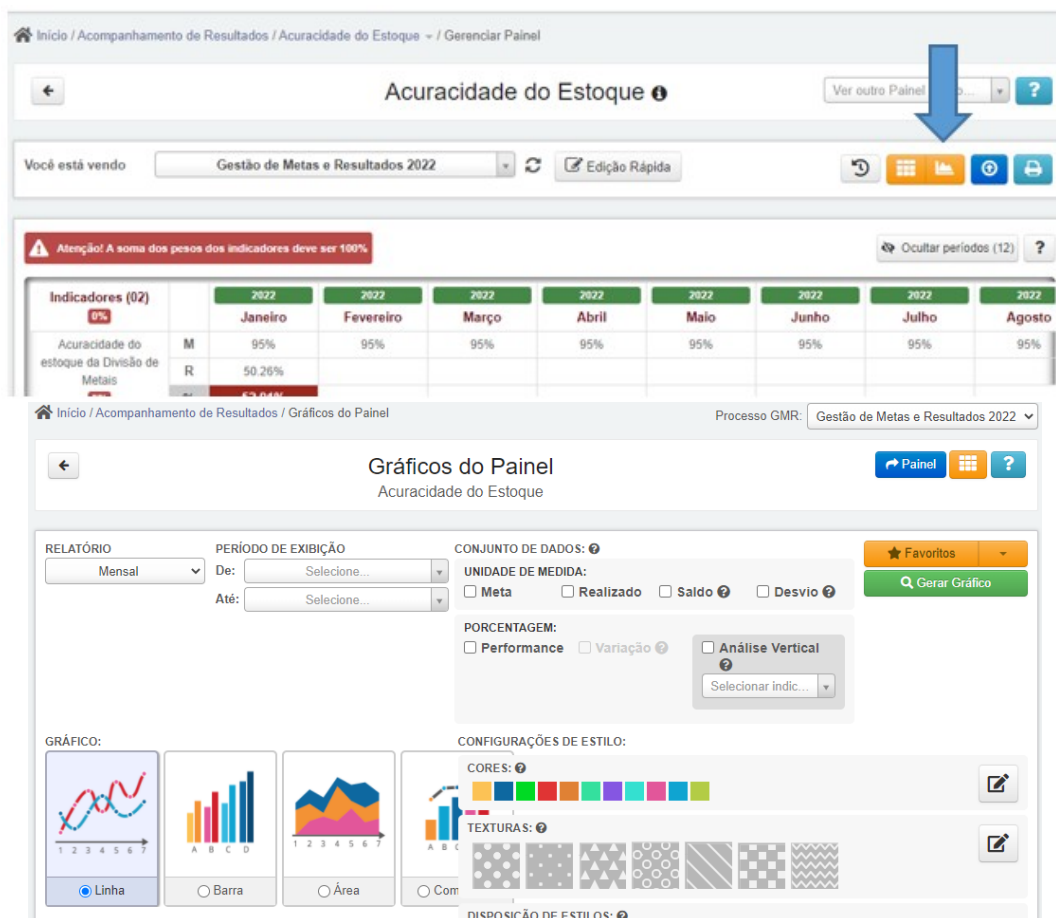 Início / Acompanhamento de Resultados / Acuracidade do Estoque / Gerenciar Painel
Acuracidade do Estoque
Ver outro Painel
?
Você está vendo
Gestão de Metas e Resultados 2022
Edição Rápida
Atenção! A soma dos pesos dos indicadores deve ser 100%
Ocultar períodos (12)
?
Indicadores (02)
0%
2022 2022 2022 2022 2022 2022 2022 2022
Janeiro Fevereiro Março Abril Maio Junho Julho Agosto
Acuracidade do estoque da Divisão de Metais
M 95% 95% 95% 95% 95% 95% 95% 95%
R 50.26%
Início / Acompanhamento de Resultados / Gráficos do Painel
Processo GMR: Gestão de Metas e Resultados 2022
Gráficos do Painel
Acuracidade do Estoque
Painel
?
RELATÓRIO
Mensal
PERÍODO DE EXIBIÇÃO
De: Selecione...
Até: Selecione...
CONJUNTO DE DADOS: ?
UNIDADE DE MEDIDA:
Meta Realizado Saldo ? Desvio ?
PORCENTAGEM:
Performance Variação ? Análise Vertical ?
Selecionar indic...
Favoritos
Gerar Gráfico
GRÁFICO:
1 2 3 4 5 6 7
A B C D
1 2 3 4 5 6 7
A B
Linha
Barra
Área
Com
CONFIGURAÇÕES DE ESTILO:
CORES: ?
TEXTURAS: ?
DISPOSIÇÃO DE ESTILOS: ?